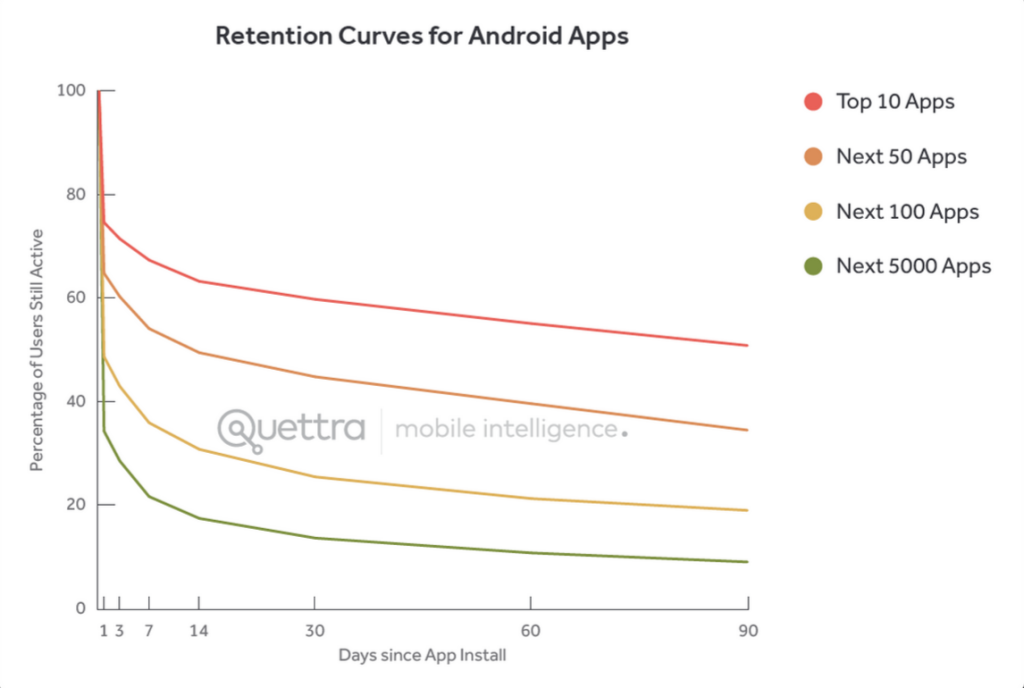 Retention Curves for Android Apps
100
80
60
40
20
0
Percentage of Users Still Active
1 3 7 14 30 60 90
Days since App Install
Quettra | mobile intelligence.
Top 10 Apps
Next 50 Apps
Next 100 Apps
Next 5000 Apps